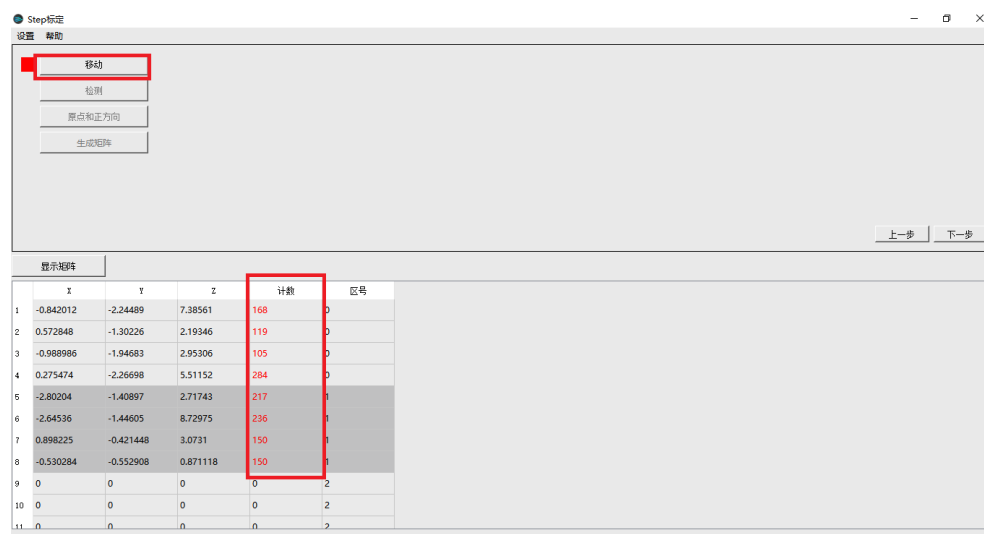 Step标定
设置 帮助
移动
检测
原点和正方向
生成矩阵
上一步 下一步
显示矩阵
X Y Z 计数 区号
1 -0.842012 -2.24489 7.38561 168 0
2 0.572848 -1.30226 2.19346 119 0
3 -0.988986 -1.94683 2.95306 105 0
4 0.275474 -2.26698 5.51152 284 0
5 -2.80204 -1.40897 2.71743 217 1
6 -2.64536 -1.44605 8.72975 236 1
7 0.898225 -0.421448 3.0731 150 1
8 -0.530284 -0.552908 0.871118 150 1
9 0 0 0 0 2
10 0 0 0 0 2
11 0 0 0 0 2